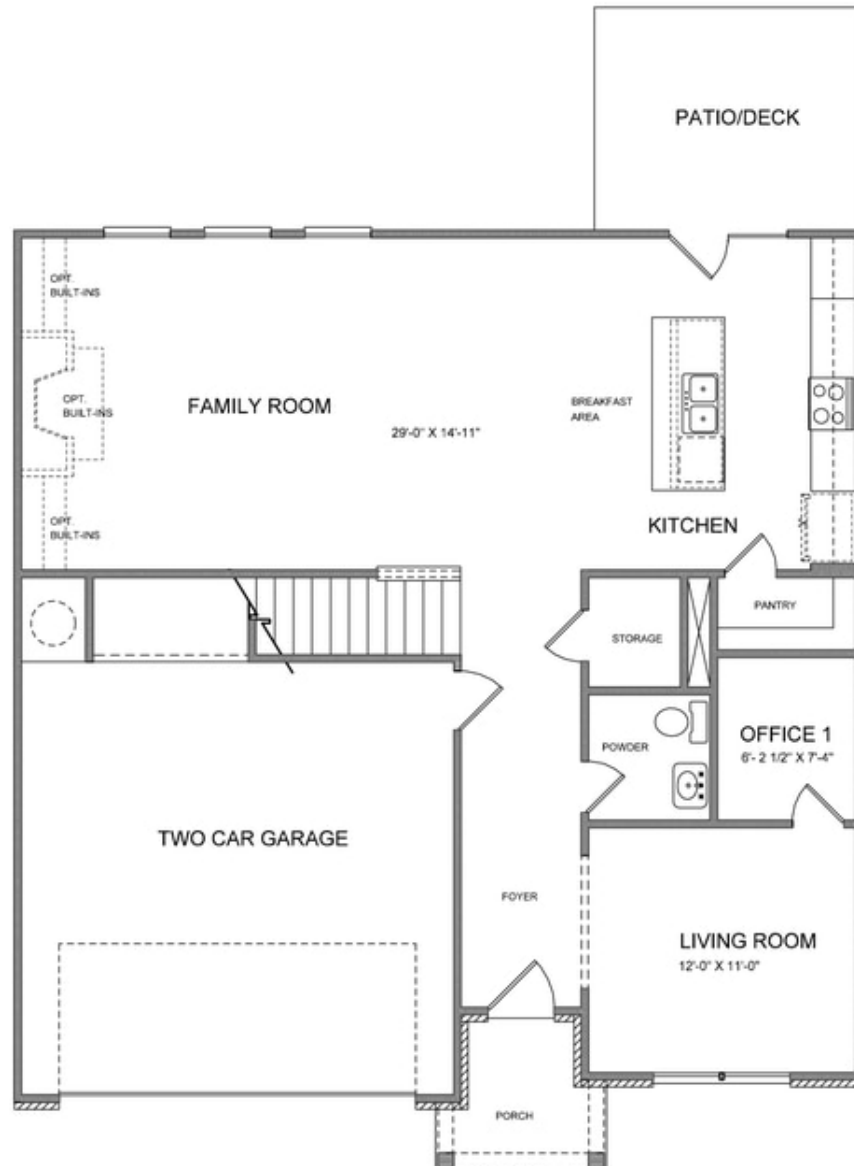 PATIO/DECK
OPT.
BUILT-INS
OPT.
BUILT-INS
FAMILY ROOM
29'-0" X 14'-11"
BREAKFAST
AREA
OPT.
BUILT-INS
KITCHEN
PANTRY
STORAGE
POWDER
OFFICE 1
6'- 2 1/2" X 7'-4"
TWO CAR GARAGE
FOYER
LIVING ROOM
12'-0" X 11'-0"
PORCH